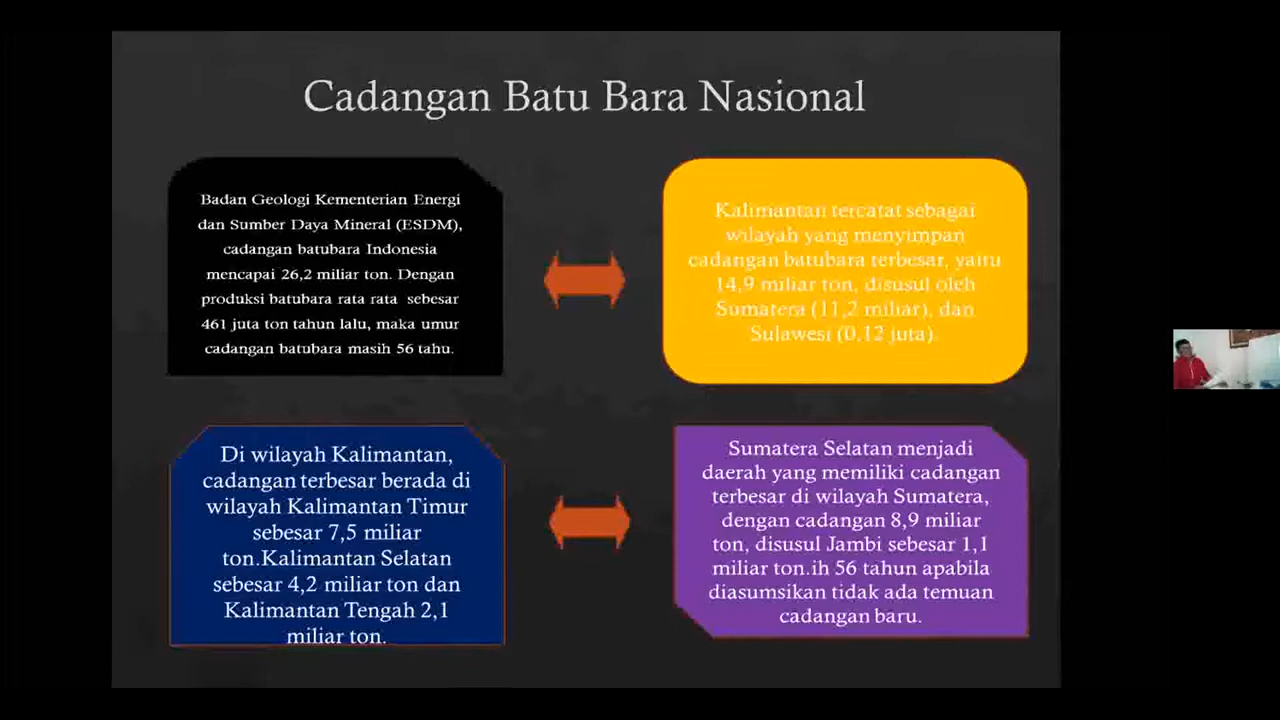 Cadangan Batu Bara Nasional
Badan Geologi Kementerian Energi
dan Sumber Daya Mineral (ESDM),
cadangan batubara Indonesia
mencapai 26,2 miliar ton. Dengan
produksi batubara rata rata sebesar
461 juta ton tahun lalu, maka umur
cadangan batubara masih 56 tahu.
Kalimantan tercatat sebagai
wilayah yang menyimpan
cadangan batubara terbesar, yaitu
14,9 miliar ton, disusul oleh
Sumatera (11,2 miliar), dan
Sulawesi (0,12 juta).
Di wilayah Kalimantan,
cadangan terbesar berada di
wilayah Kalimantan Timur
sebesar 7,5 miliar
ton.Kalimantan Selatan
sebesar 4,2 miliar ton dan
Kalimantan Tengah 2,1
miliar ton.
Sumatera Selatan menjadi
daerah yang memiliki cadangan
terbesar di wilayah Sumatera,
dengan cadangan 8,9 miliar
ton, disusul Jambi sebesar 1,1
miliar ton.ih 56 tahun apabila
diasumsikan tidak ada temuan
cadangan baru.